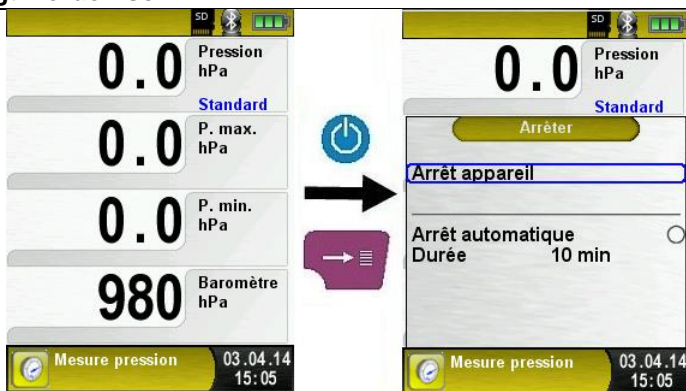 SD
0.0 Pression
hPa
Standard
0.0 P. max.
hPa
0.0 P. min.
hPa
980 Baromètre
hPa
Mesure pression 03.04.14
15:05
SD
0.0 Pression
hPa
Standard
Arrêter
Arrêt appareil
Arrêt automatique
Durée 10 min
Mesure pression 03.04.14
15:05